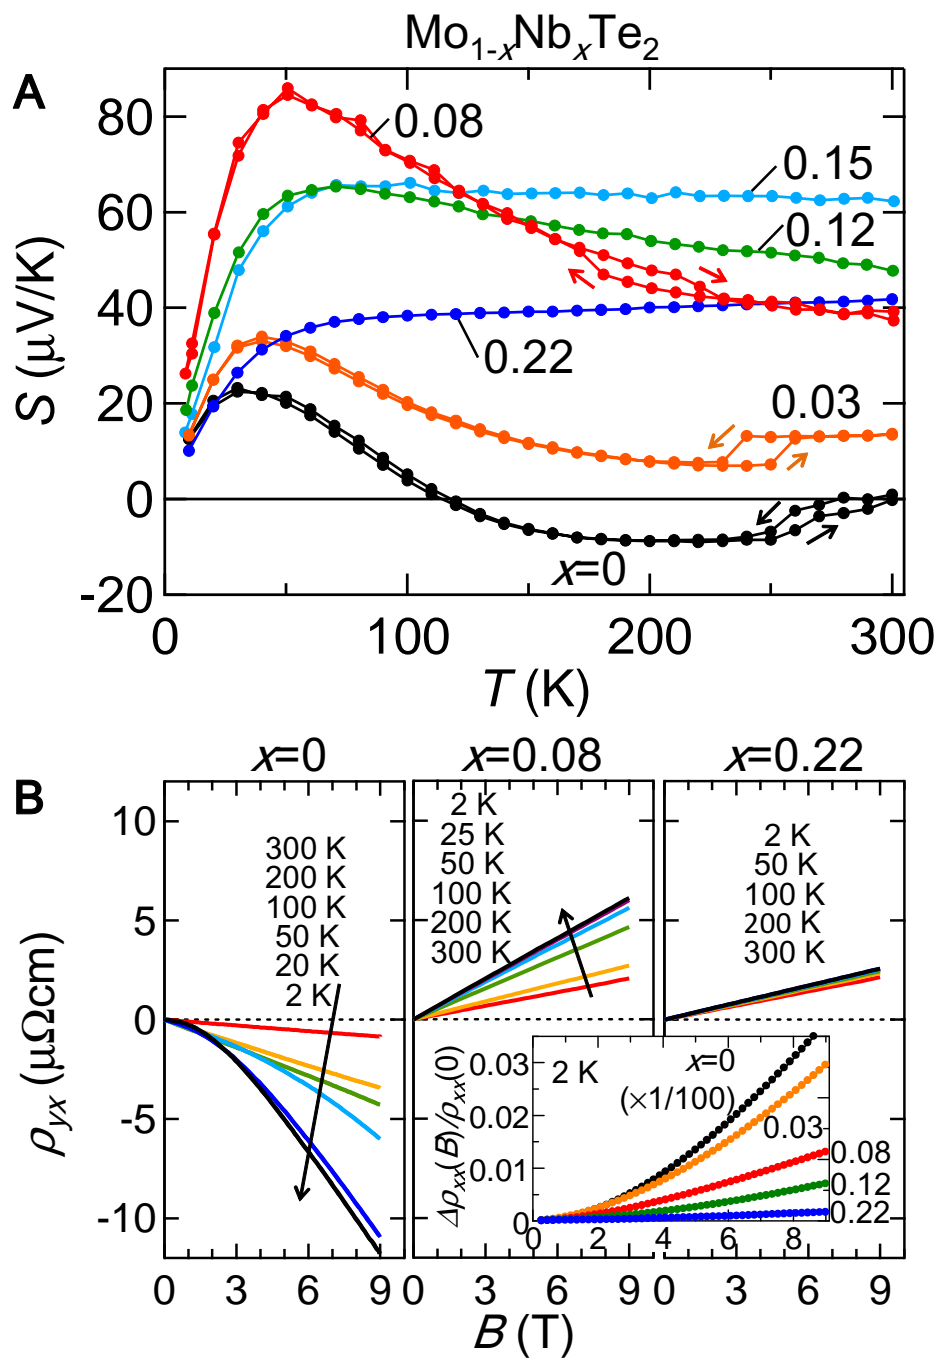 Mo1-xNbxTe2
A
80
60
40
20
0
-20
S (μV/K)
0.08
0.15
0.12
0.22
0.03
x=0
0
100
200
300
T (K)
x=0
x=0.08
x=0.22
B
10
5
0
-5
-10
ρyx (μΩcm)
300 K
200 K
100 K
50 K
20 K
2 K
2 K
25 K
50 K
100 K
200 K
300 K
2 K
50 K
100 K
200 K
300 K
Δρxx(B)/ρxx(0)
0.03
0.02
0.01
0
2 K
x=0
(×1/100)
0.03
0.08
0.12
0.22
0
2
4
6
8
0
3
6
9
0
3
6
9
0
3
6
9
B (T)